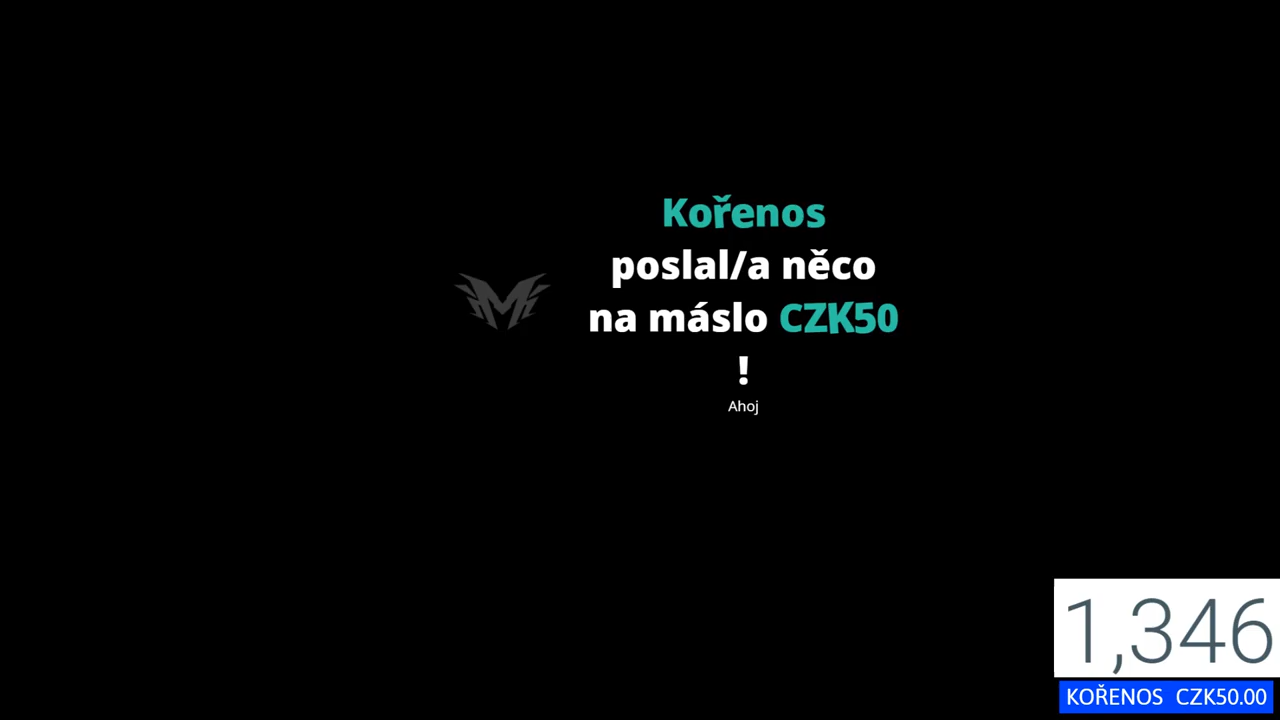 Kořenos
poslal/a něco
na máslo CZK50
!
Ahoj
1,346
KOŘENOS CZK50.00